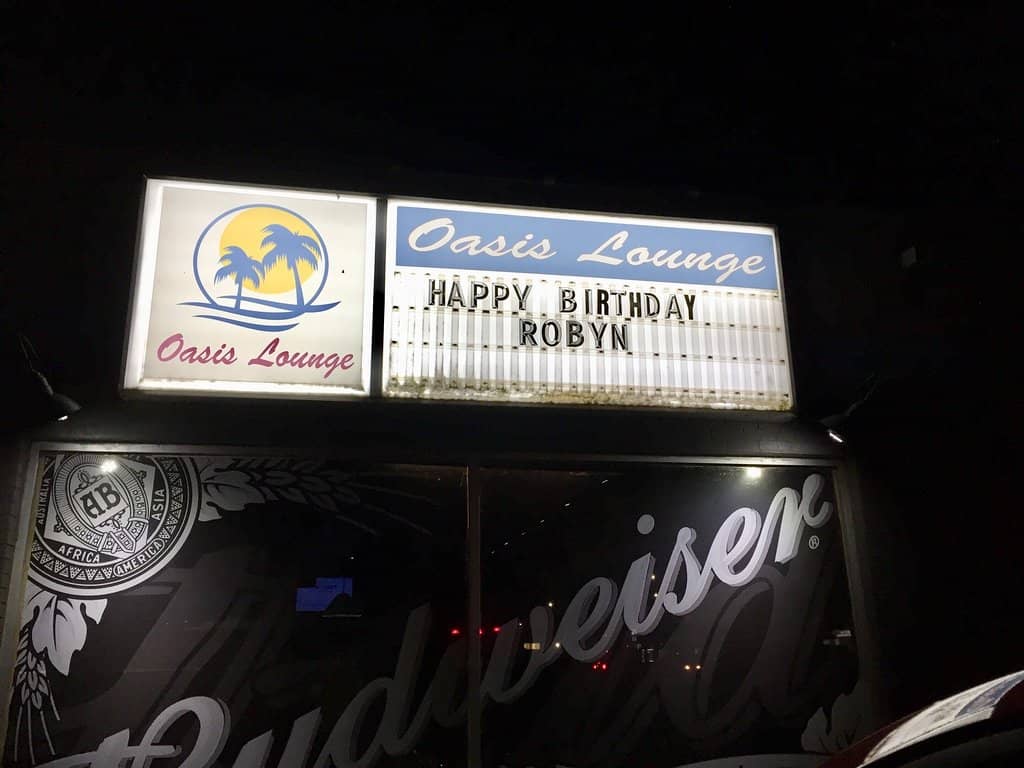 Oasis Lounge
Oasis Lounge
HAPPY BIRTHDAY
ROBYN
AB
AUSTRALIA
ASIA
AFRICA
AMERICA
Budweiser®